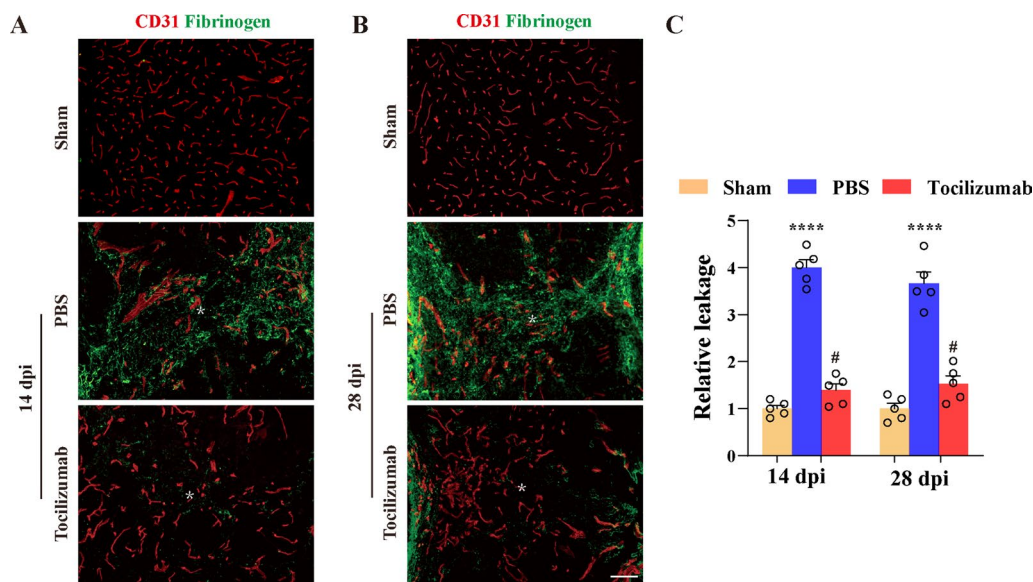 A
CD31 Fibrinogen
Sham
14 dpi
PBS
Tocilizumab
*
*
B
CD31 Fibrinogen
Sham
28 dpi
PBS
Tocilizumab
*
*
C
Sham PBS Tocilizumab
Relative leakage
5
4
3
2
1
0
**** ****
# #
14 dpi 28 dpi